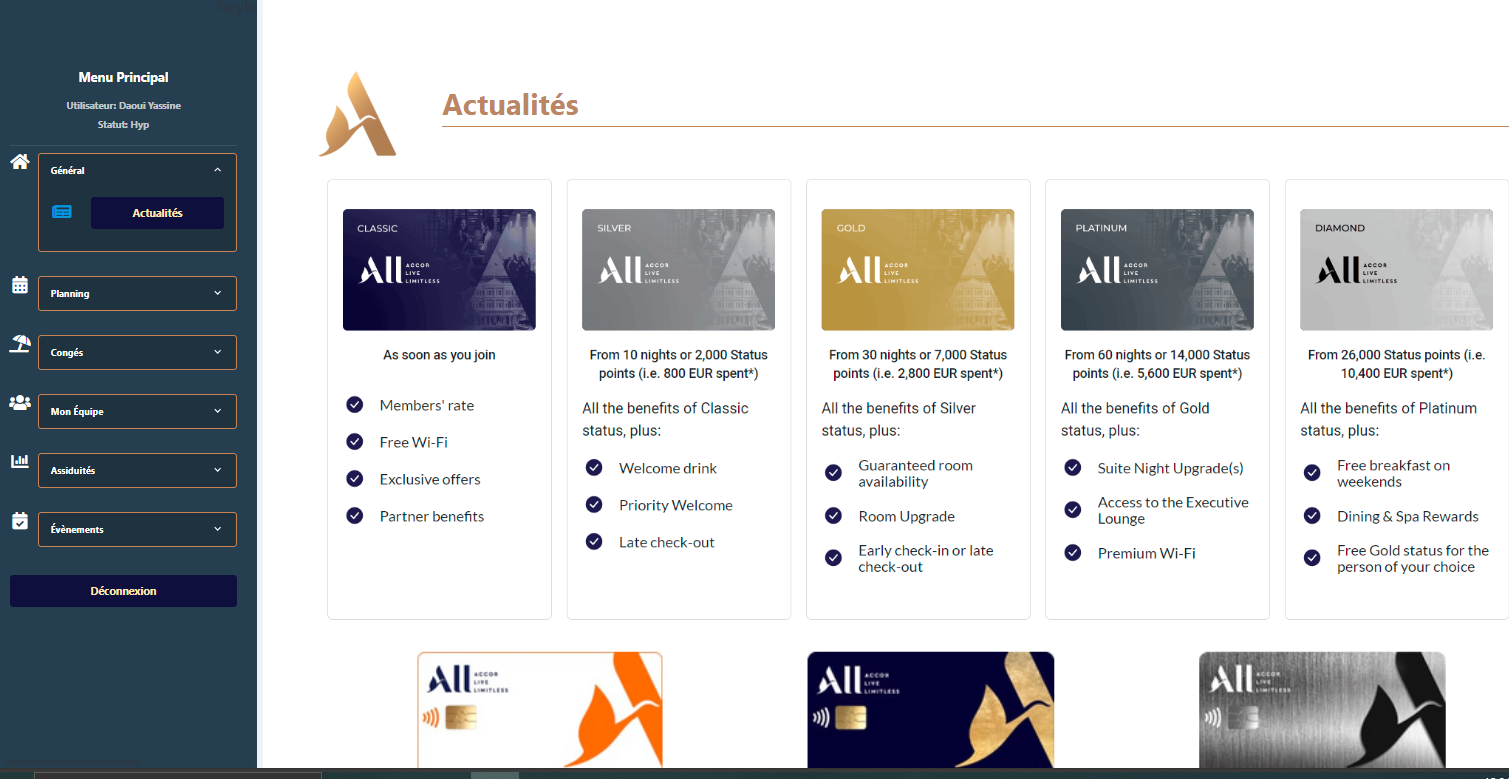 Menu Principal
Utilisateur: Daoui Yassine
Statut: Hyp
Général
Actualités
Planning
Congés
Mon Équipe
Assiduités
Évènements
Déconnexion
Actualités
CLASSIC
All ACCOR
LIVE
LIMITLESS
As soon as you join
Members' rate
Free Wi-Fi
Exclusive offers
Partner benefits
SILVER
All ACCOR
LIVE
LIMITLESS
From 10 nights or 2,000 Status
points (i.e. 800 EUR spent*)
All the benefits of Classic
status, plus:
Welcome drink
Priority Welcome
Late check-out
GOLD
All ACCOR
LIVE
LIMITLESS
From 30 nights or 7,000 Status
points (i.e. 2,800 EUR spent*)
All the benefits of Silver
status, plus:
Guaranteed room
availability
Room Upgrade
Early check-in or late
check-out
PLATINUM
All ACCOR
LIVE
LIMITLESS
From 60 nights or 14,000 Status
points (i.e. 5,600 EUR spent*)
All the benefits of Gold
status, plus:
Suite Night Upgrade(s)
Access to the Executive
Lounge
Premium Wi-Fi
DIAMOND
All ACCOR
LIVE
LIMITLESS
From 26,000 Status points (i.e.
10,400 EUR spent*)
All the benefits of Platinum
status, plus:
Free breakfast on
weekends
Dining & Spa Rewards
Free Gold status for the
person of your choice
All ACCOR
LIVE
LIMITLESS
All ACCOR
LIVE
LIMITLESS
All ACCOR
LIVE
LIMITLESS